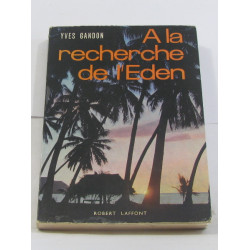 YVES GANDON
A la
recherche
de l'Eden
ROBERT LAFFONT